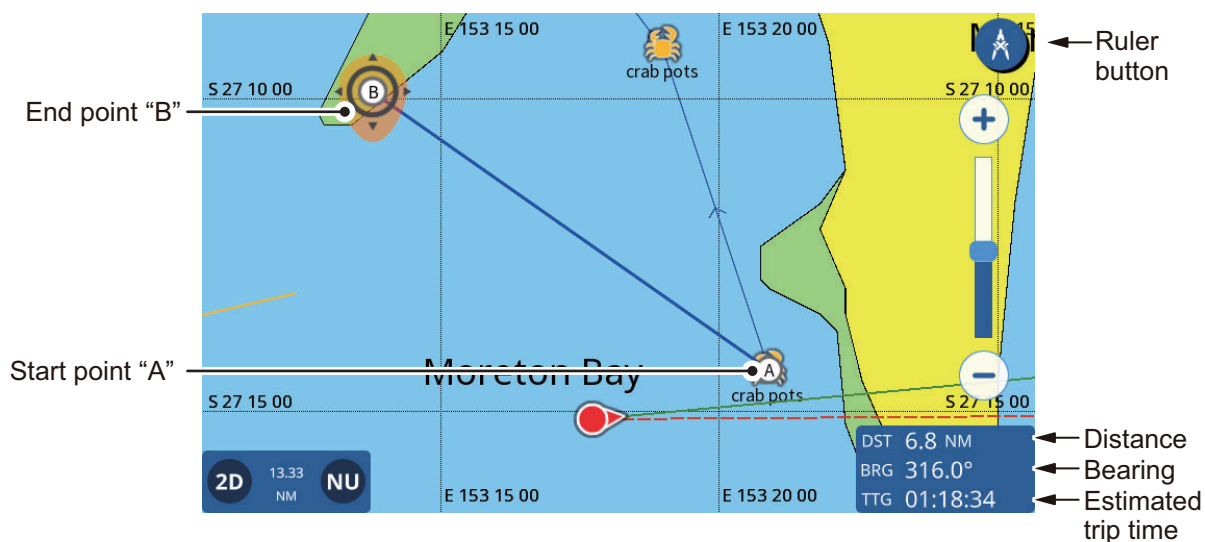 E 153 15 00
E 153 20 00
M
15
Ruler
button
crab pots
S 27 10 00
S 27 10 00
B
End point “B”
+
Start point “A”
Moreton Bay
A
crab pots
−
S 27 15 00
S 27 15 00
DST 6.8 NM
Distance
BRG 316.0°
Bearing
TTG 01:18:34
Estimated
trip time
2D
13.33
NM
NU
E 153 15 00
E 153 20 00